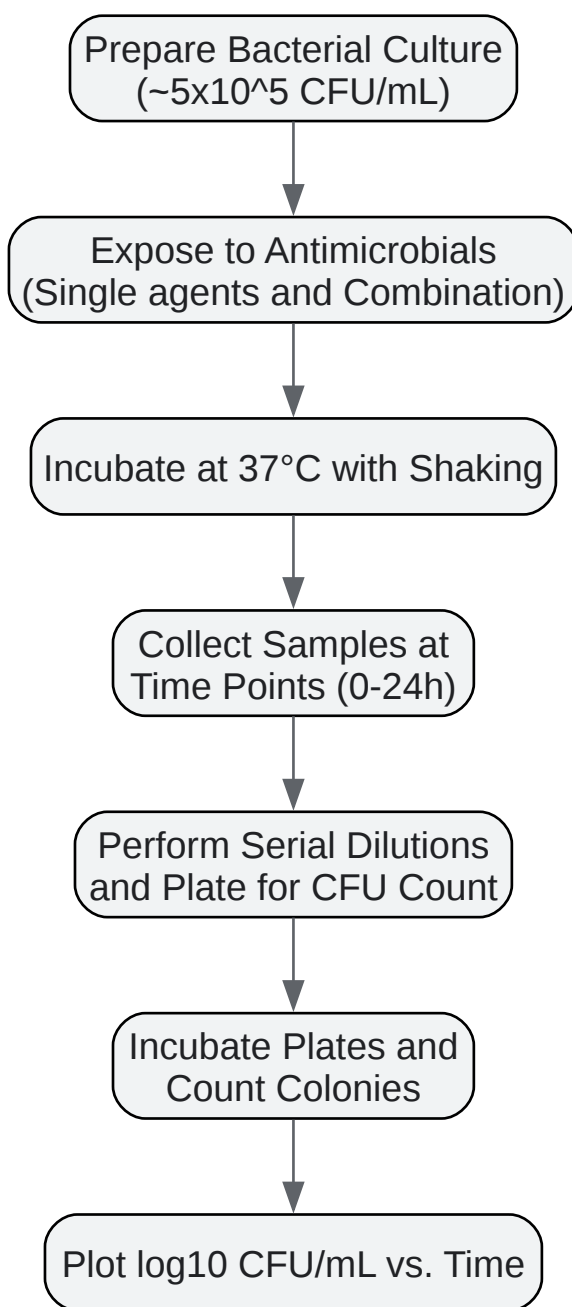 Prepare Bacterial Culture
(~5x10^5 CFU/mL)
Expose to Antimicrobials
(Single agents and Combination)
Incubate at 37°C with Shaking
Collect Samples at
Time Points (0-24h)
Perform Serial Dilutions
and Plate for CFU Count
Incubate Plates and
Count Colonies
Plot log10 CFU/mL vs. Time